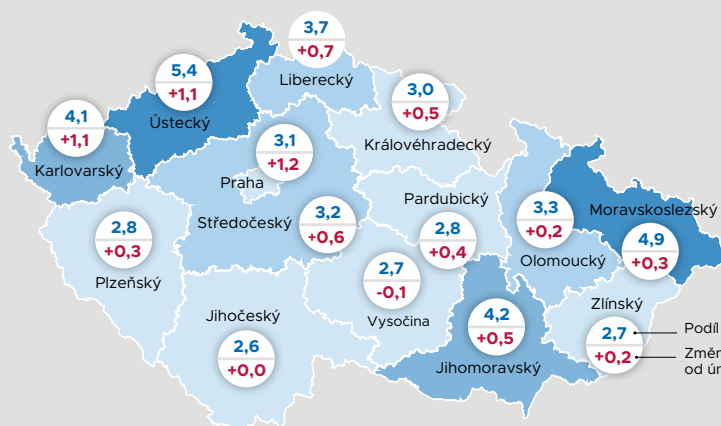 3,7
+0,7
Liberecký
5,4
+1,1
Ústecký
3,0
+0,5
Královéhradecký
4,1
+1,1
Karlovarský
3,1
+1,2
Praha
Středočeský
3,2
+0,6
Pardubický
2,8
+0,4
3,3
+0,2
Olomoucký
Moravskoslezský
4,9
+0,3
2,8
+0,3
Plzeňský
2,7
-0,1
Vysočina
Jihočeský
2,6
+0,0
4,2
+0,5
Jihomoravský
Zlínský
2,7
+0,2
Podíl
od